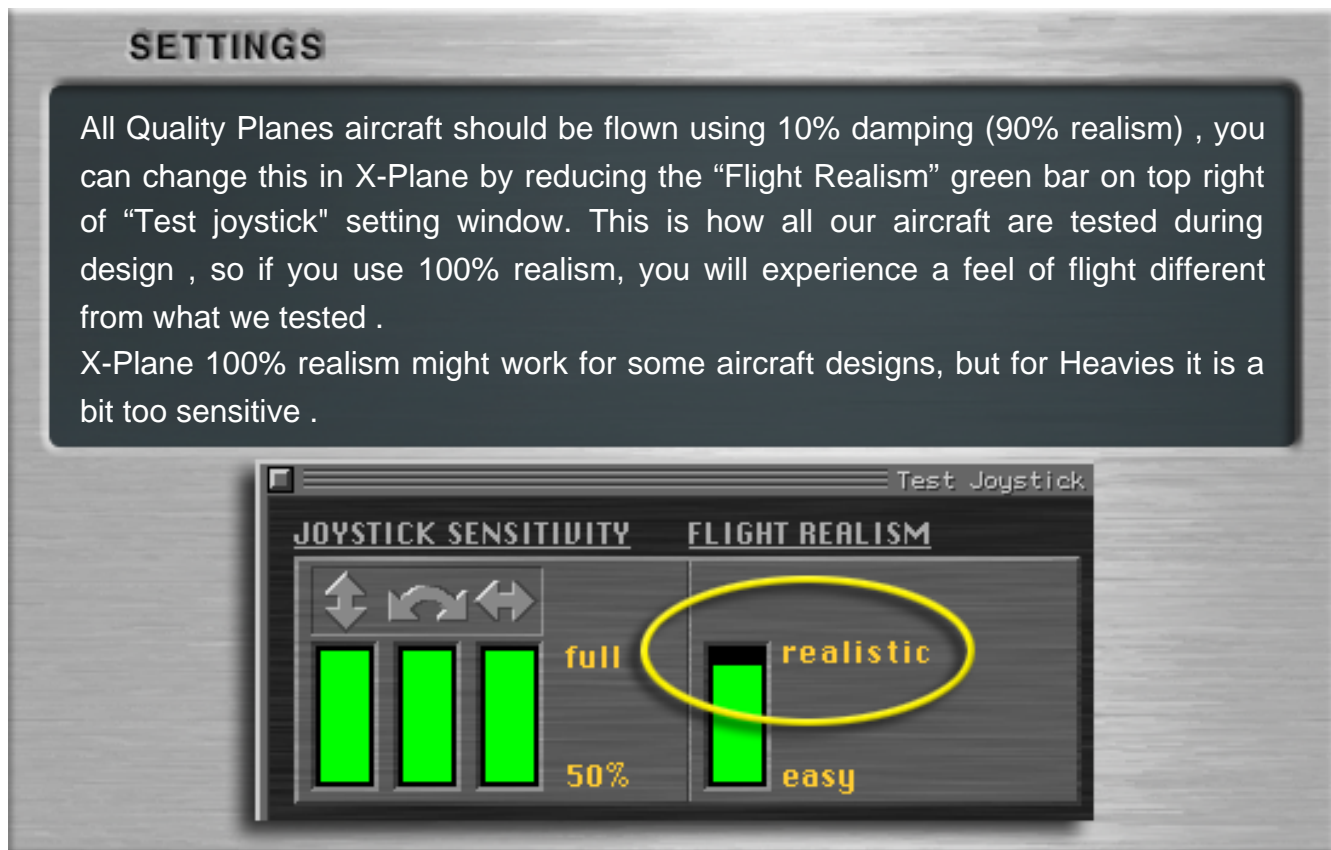 SETTINGS
All Quality Planes aircraft should be flown using 10% damping (90% realism) , you
can change this in X-Plane by reducing the “Flight Realism” green bar on top right
of “Test joystick" setting window. This is how all our aircraft are tested during
design , so if you use 100% realism, you will experience a feel of flight different
from what we tested .
X-Plane 100% realism might work for some aircraft designs, but for Heavies it is a
bit too sensitive .
Test Joystick
JOYSTICK SENSITIVITY
FLIGHT REALISM
full
realistic
50%
easy